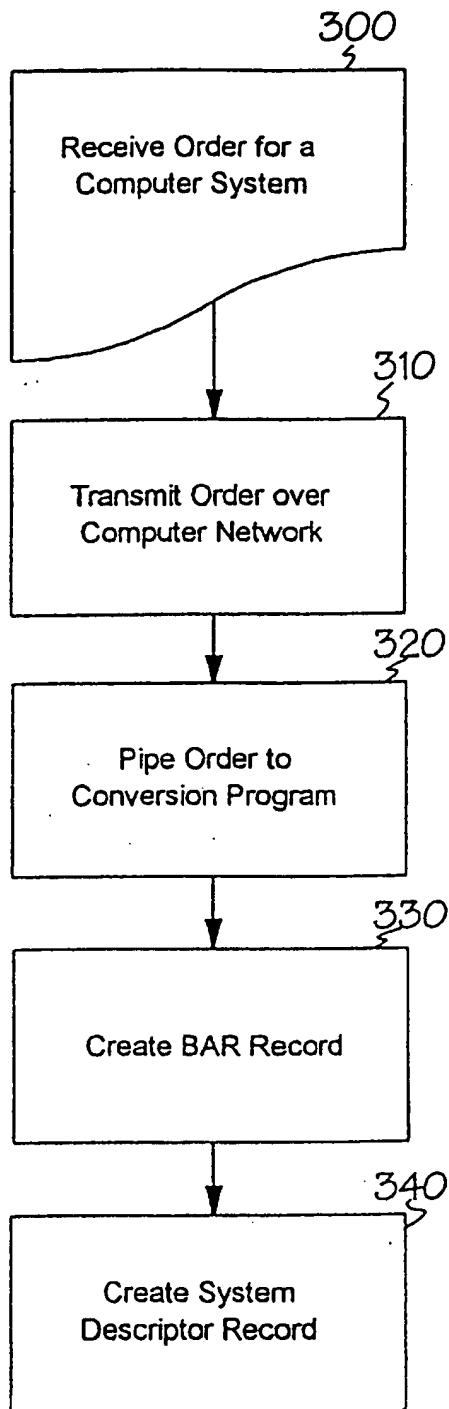 300
Receive Order for a
Computer System
310
Transmit Order over
Computer Network
320
Pipe Order to
Conversion Program
330
Create BAR Record
340
Create System
Descriptor Record